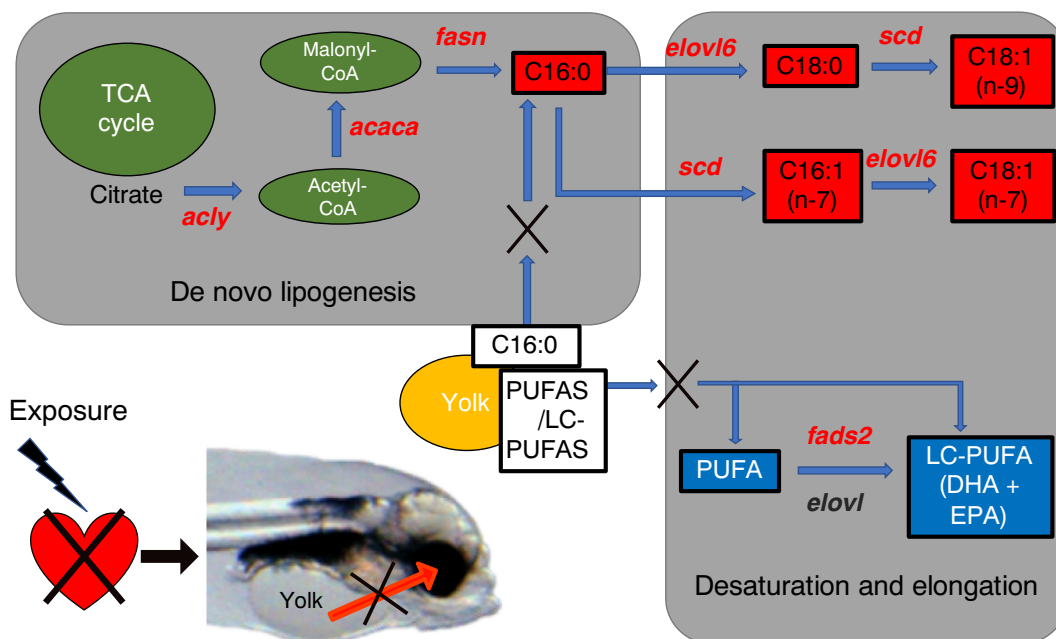 TCA
cycle
Citrate
acly
Malonyl-
CoA
acaca
Acetyl-
CoA
fasn
C16:0
De novo lipogenesis
elovl6
C18:0
scd
C18:1
(n-9)
scd
C16:1
(n-7)
elovl6
C18:1
(n-7)
C16:0
Yolk
PUFAS
/LC-
PUFAS
PUFA
fads2
elovl
LC-PUFA
(DHA +
EPA)
Desaturation and elongation
Exposure
Yolk